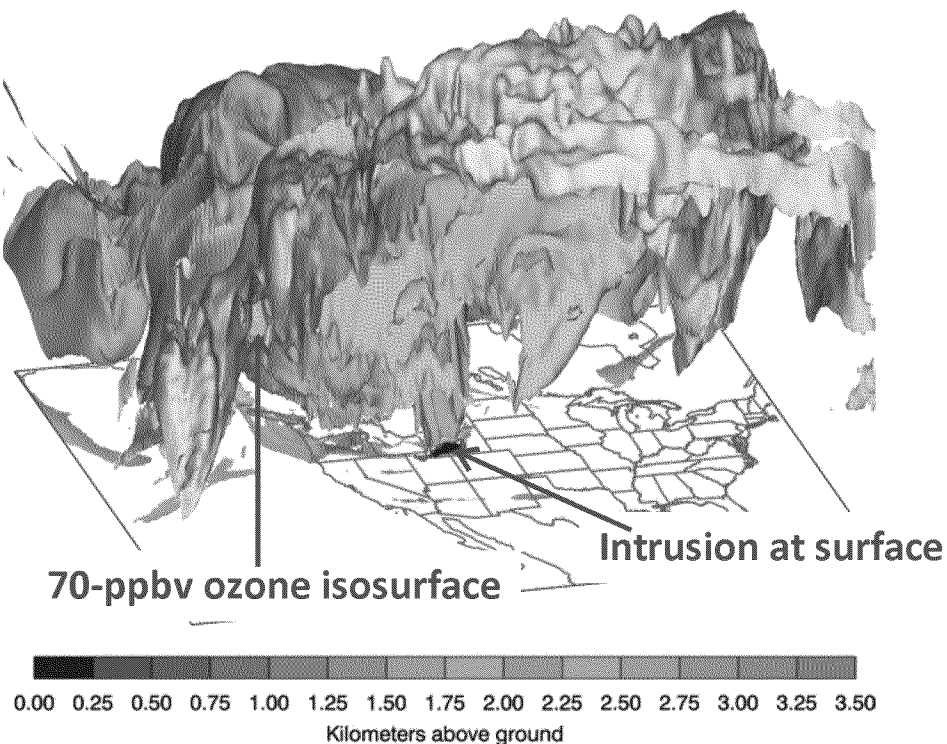 Intrusion at surface
70-ppbv ozone isosurface
0.00 0.25 0.50 0.75 1.00 1.25 1.50 1.75 2.00 2.25 2.50 2.75 3.00 3.25 3.50
Kilometers above ground